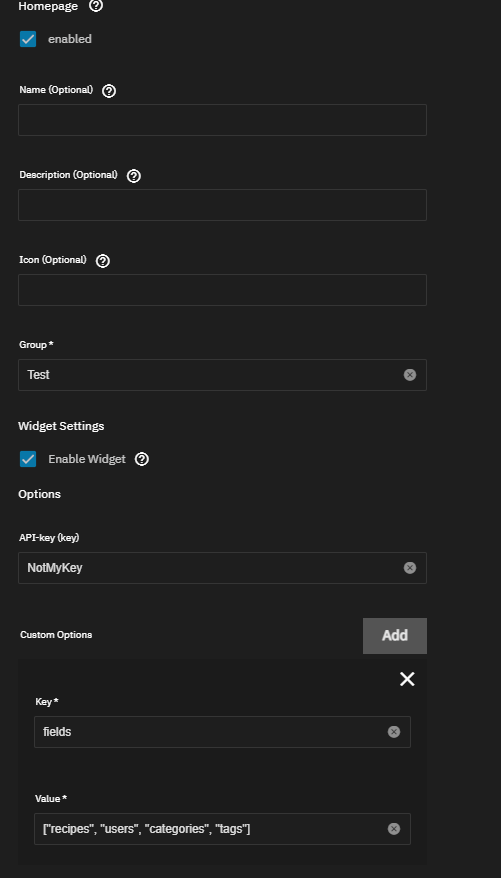 Homepage
enabled
Name (Optional)
Description (Optional)
Icon (Optional)
Group *
Test
Widget Settings
Enable Widget
Options
API-key (key)
NotMyKey
Custom Options
Add
Key *
fields
Value *
["recipes", "users", "categories", "tags"]